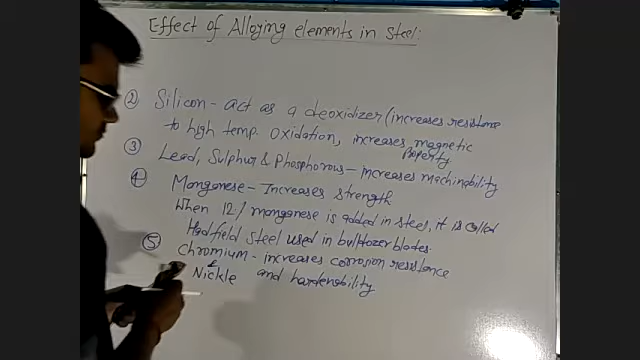 Effect of Alloying elements in Steel:
② Silicon - act as a deoxidizer (increases resistance
to high temp. oxidation, increases magnetic
Property
③ Lead, Sulphur & Phosphorous - increases machinability
④ Manganese - Increases strength
When 12% manganese is added in steel, it is called
Hadfield Steel used in bulldozer blades.
⑤ Chromium - increases corrosion resistance
& Nickle and hardenability